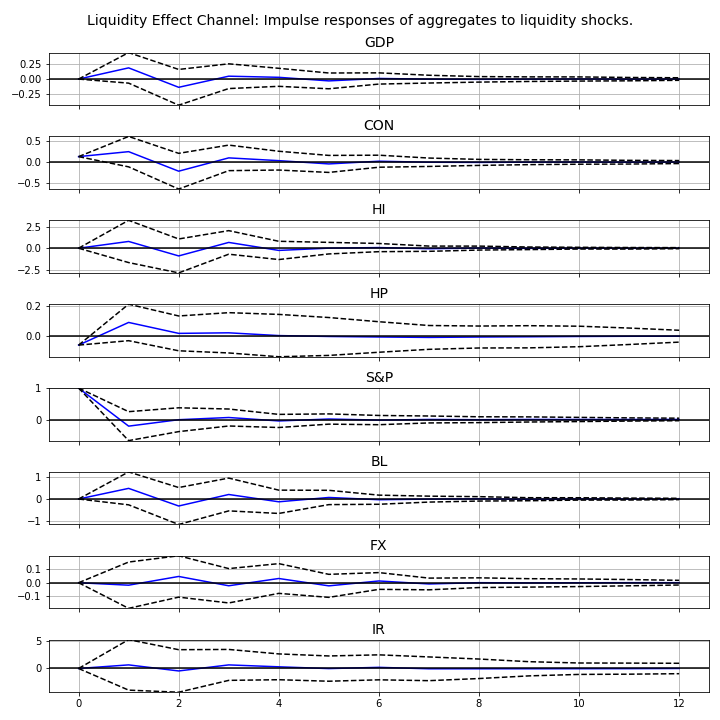 Liquidity Effect Channel: Impulse responses of aggregates to liquidity shocks.
GDP
0.25
0.00
−0.25
CON
0.5
0.0
−0.5
HI
2.5
0.0
−2.5
HP
0.2
0.0
S&P
1
0
BL
1
0
−1
FX
0.1
0.0
−0.1
IR
5
0
0 2 4 6 8 10 12